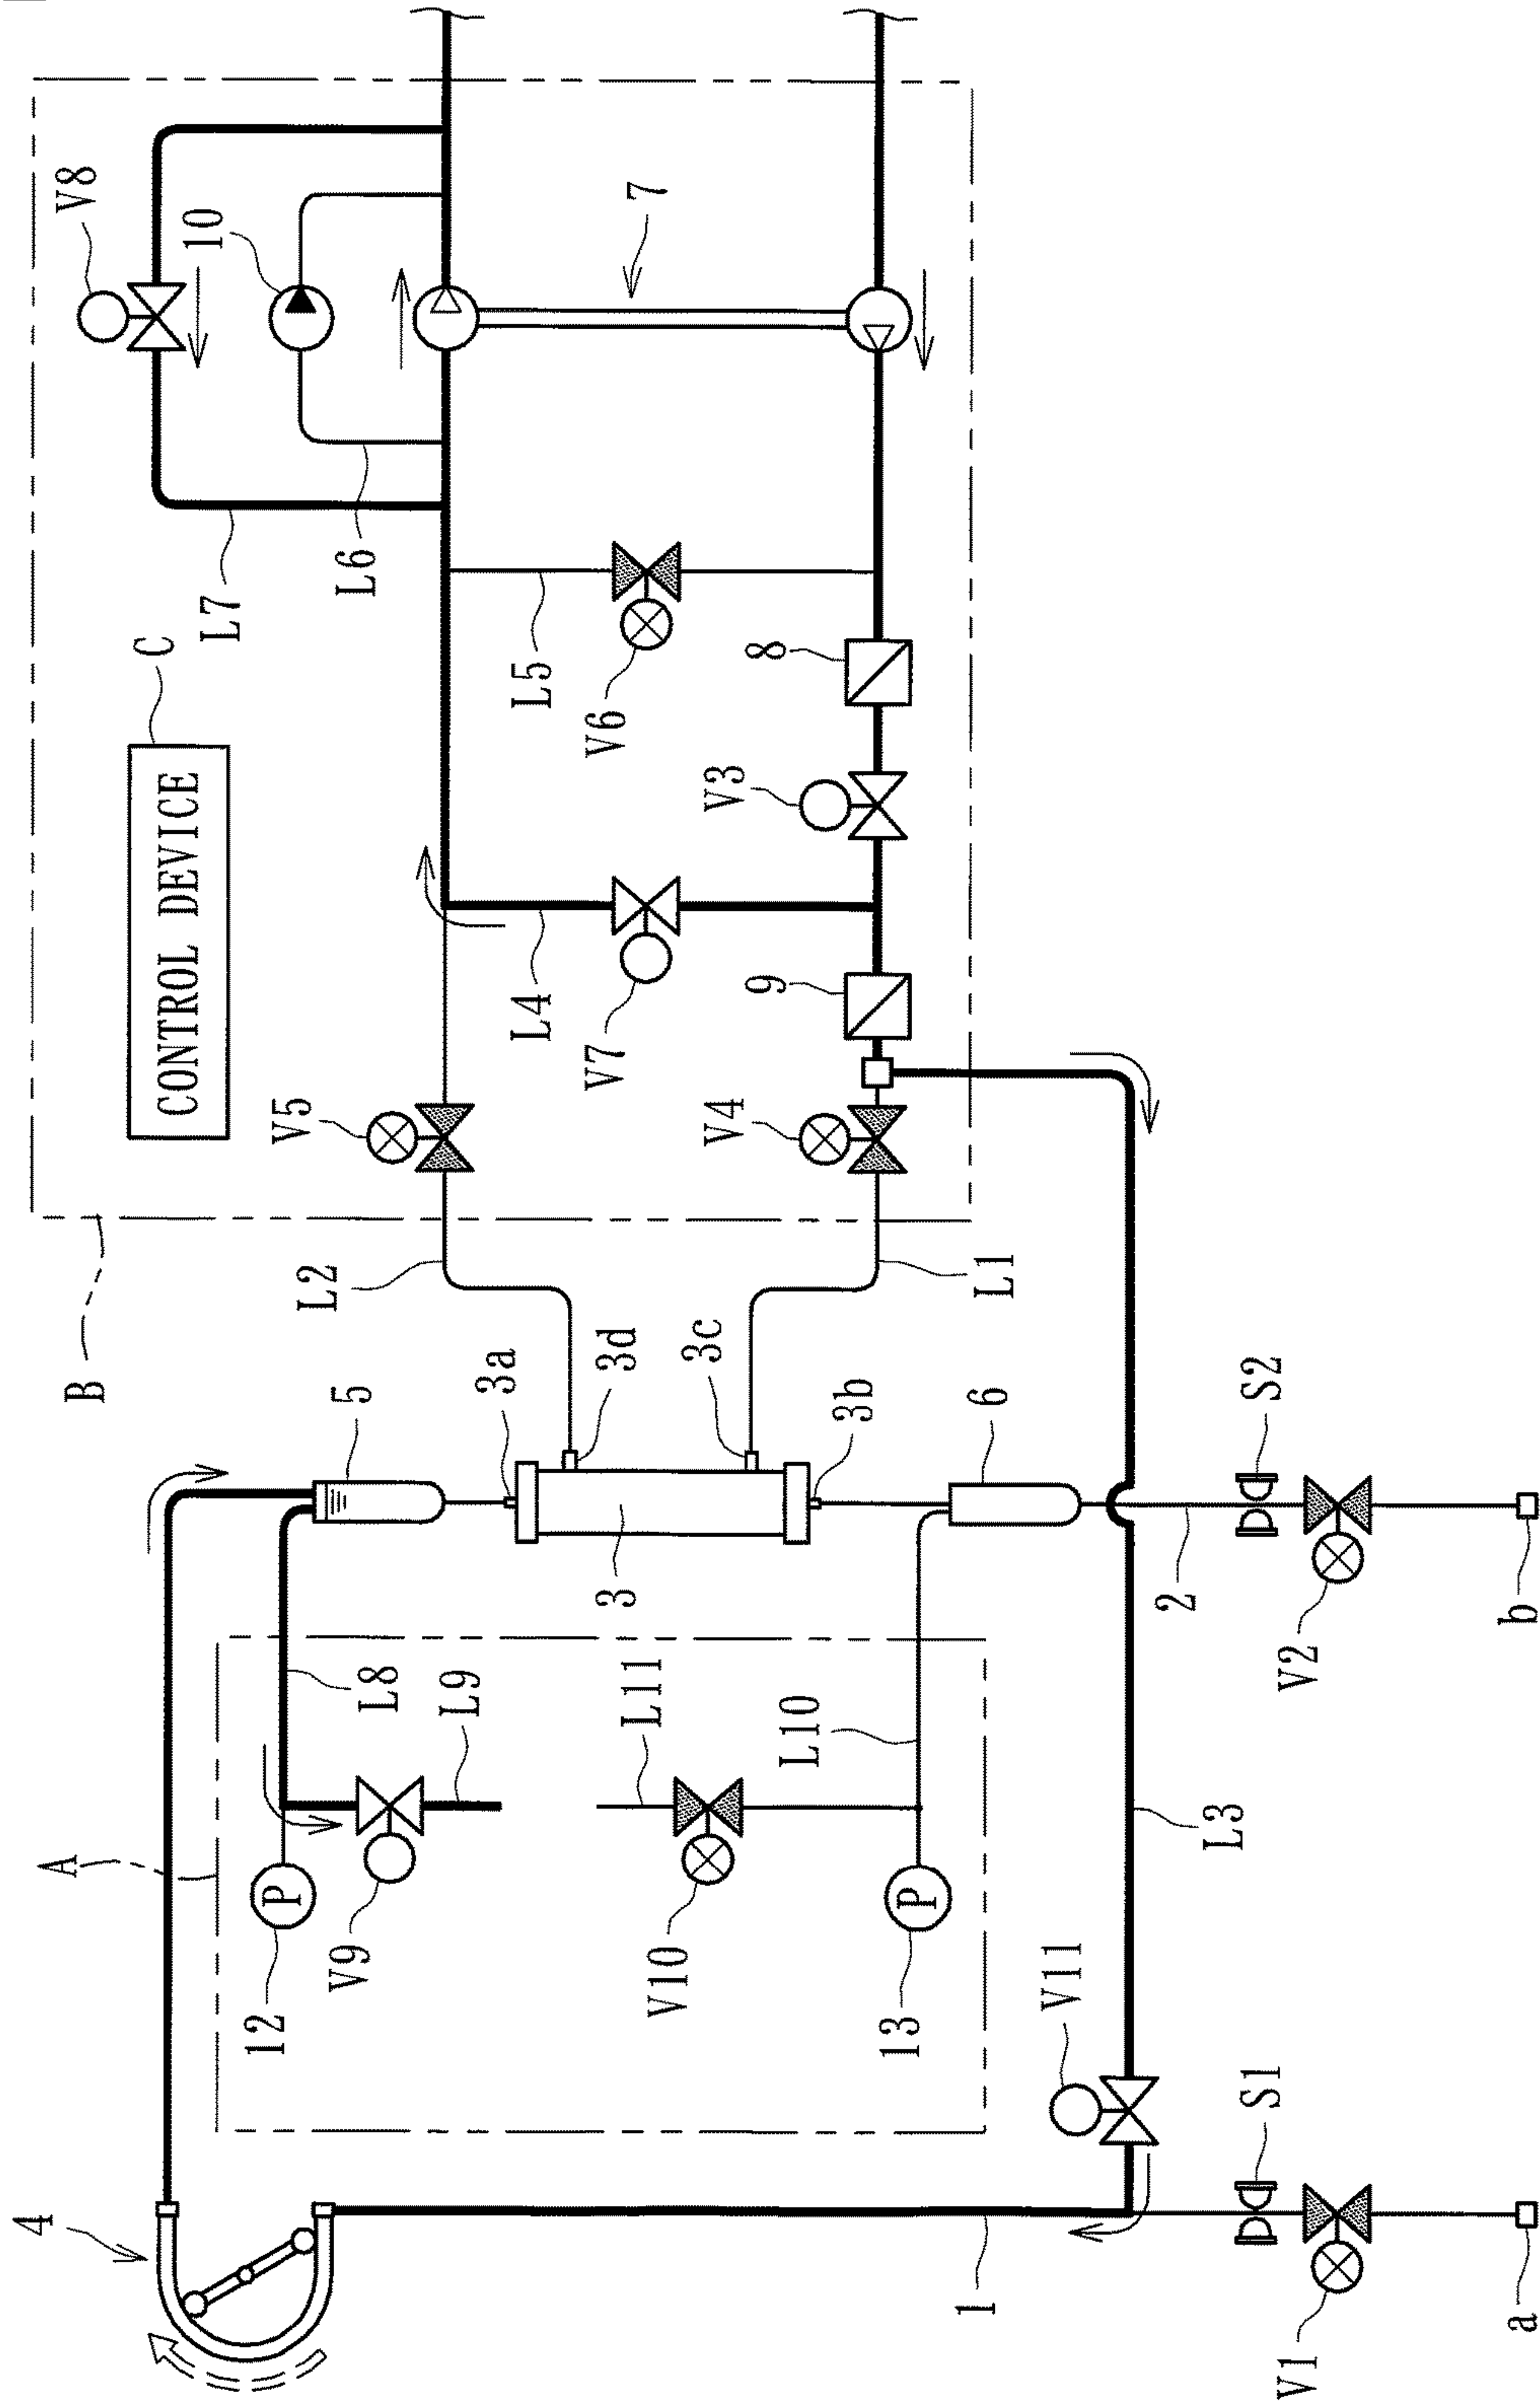 V8
10
7
L7
L6
C
CONTROL DEVICE
L5
V6
8
V3
L4
V7
9
V5
V4
B
L2
L1
3a
3d
3c
3b
5
3
6
S2
2
V2
b
L8
L9
L11
L10
A
12
P
V9
V10
13
P
L3
V11
S1
4
1
V1
a